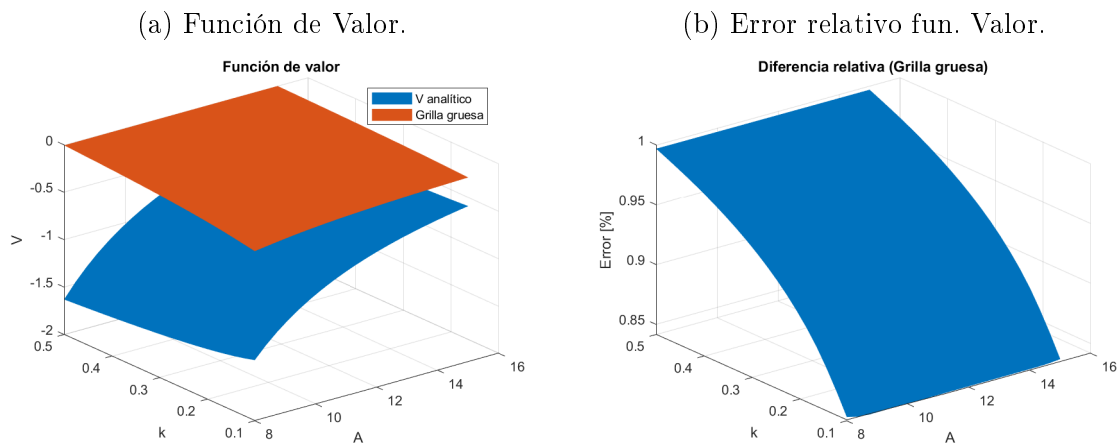 (a) Función de Valor.
(b) Error relativo fun. Valor.
Función de valor
V analítico
Grilla gruesa
0
-0.5
-1
-1.5
-2
V
0.5
0.4
0.3
0.2
0.1
k
8
10
12
14
16
A
Diferencia relativa (Grilla gruesa)
1
0.95
0.9
0.85
Error [%]
0.5
0.4
0.3
0.2
0.1
k
8
10
12
14
16
A